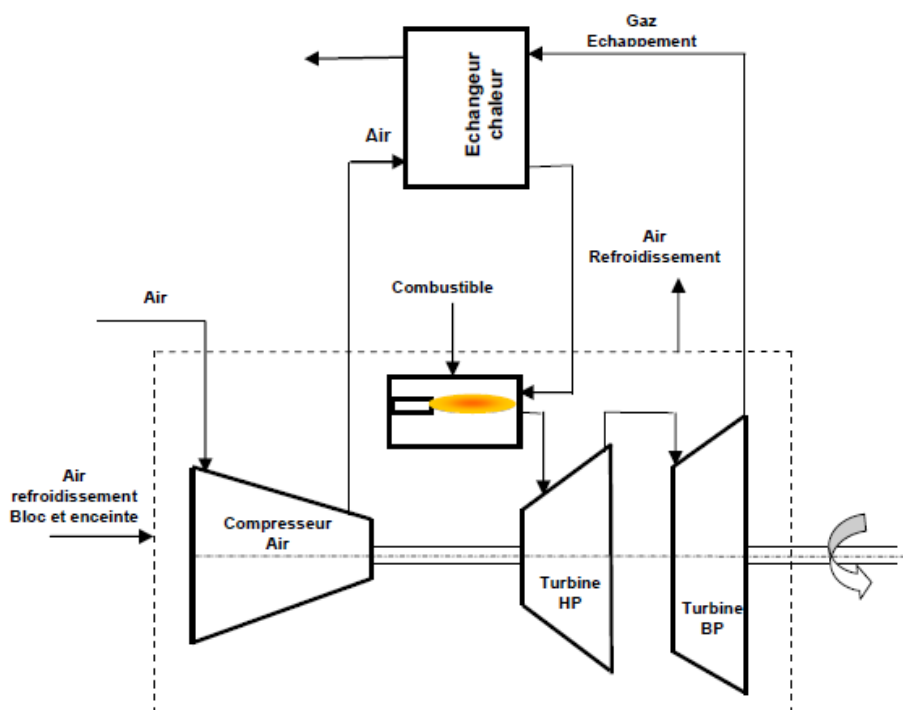 Gaz
Echappement
Echangeur
chaleur
Air
Air
Refroidissement
Combustible
Air
Air
refroidissement
Bloc et enceinte
Compresseur
Air
Turbine
HP
Turbine
BP